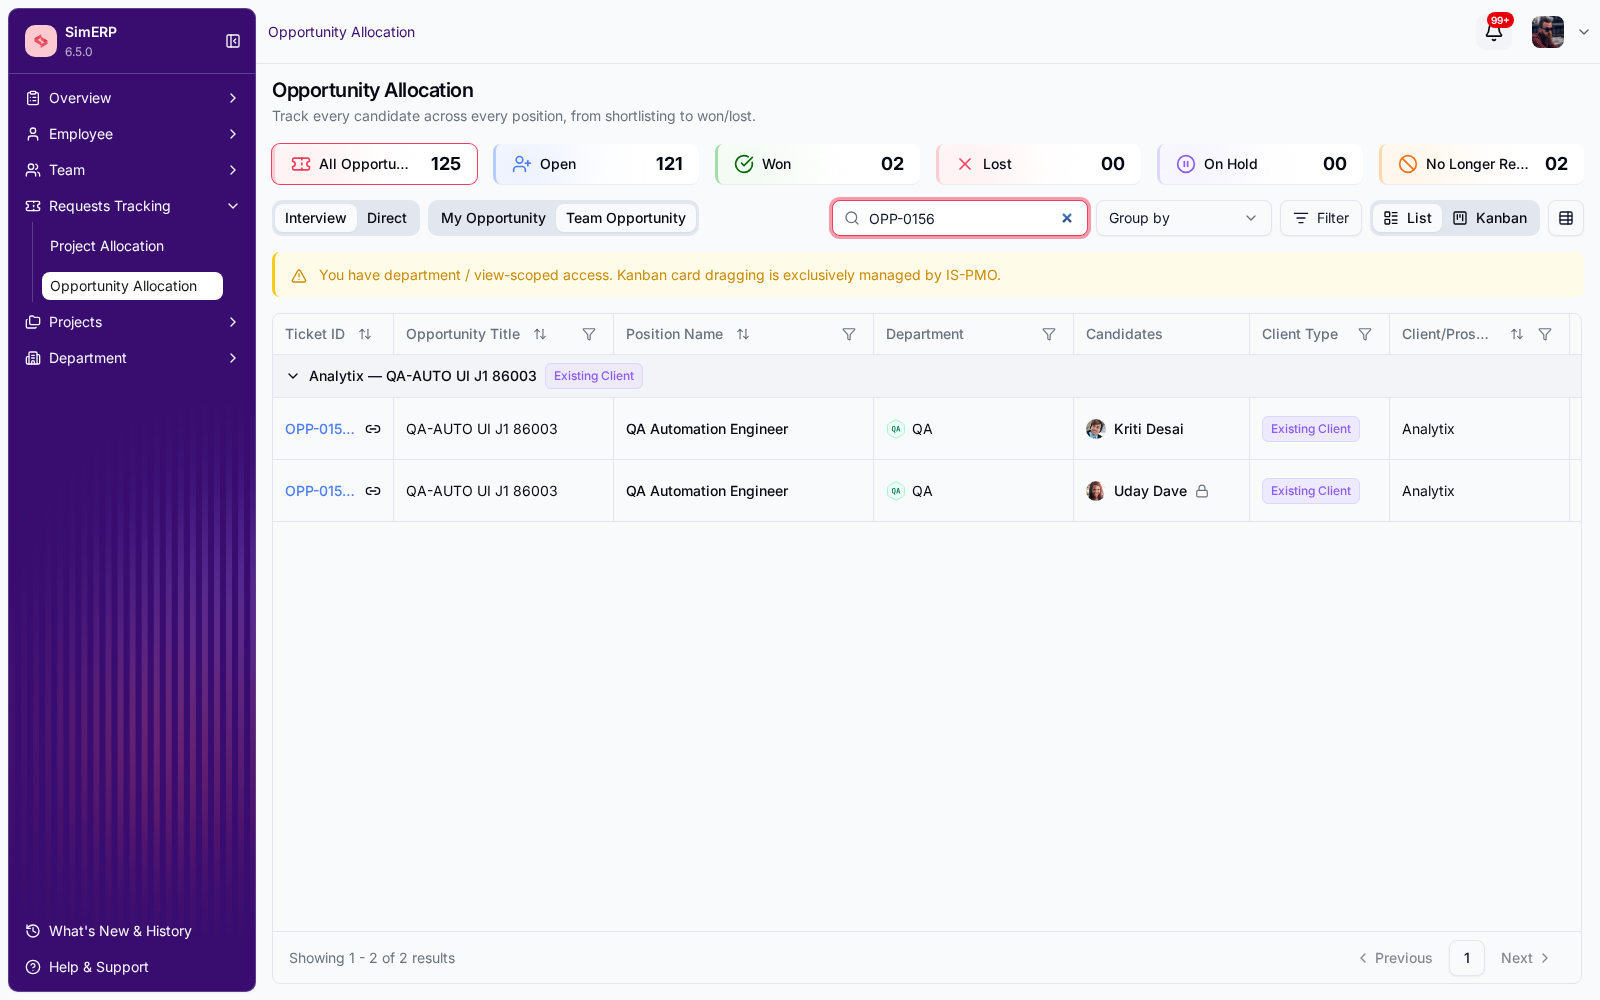 SimERP
6.5.0
Overview
Employee
Team
Requests Tracking
Project Allocation
Opportunity Allocation
Projects
Department
What's New & History
Help & Support
Opportunity Allocation
99+
Opportunity Allocation
Track every candidate across every position, from shortlisting to won/lost.
All Opportu... 125
Open 121
Won 02
Lost 00
On Hold 00
No Longer Re... 02
Interview Direct My Opportunity Team Opportunity OPP-0156 Group by Filter List Kanban
You have department / view-scoped access. Kanban card dragging is exclusively managed by IS-PMO.
Ticket ID Opportunity Title Position Name Department Candidates Client Type Client/Pros...
Analytix — QA-AUTO UI J1 86003 Existing Client
OPP-015... QA-AUTO UI J1 86003 QA Automation Engineer QA QA Kriti Desai Existing Client Analytix
OPP-015... QA-AUTO UI J1 86003 QA Automation Engineer QA QA Uday Dave Existing Client Analytix
Showing 1 - 2 of 2 results
Previous 1 Next